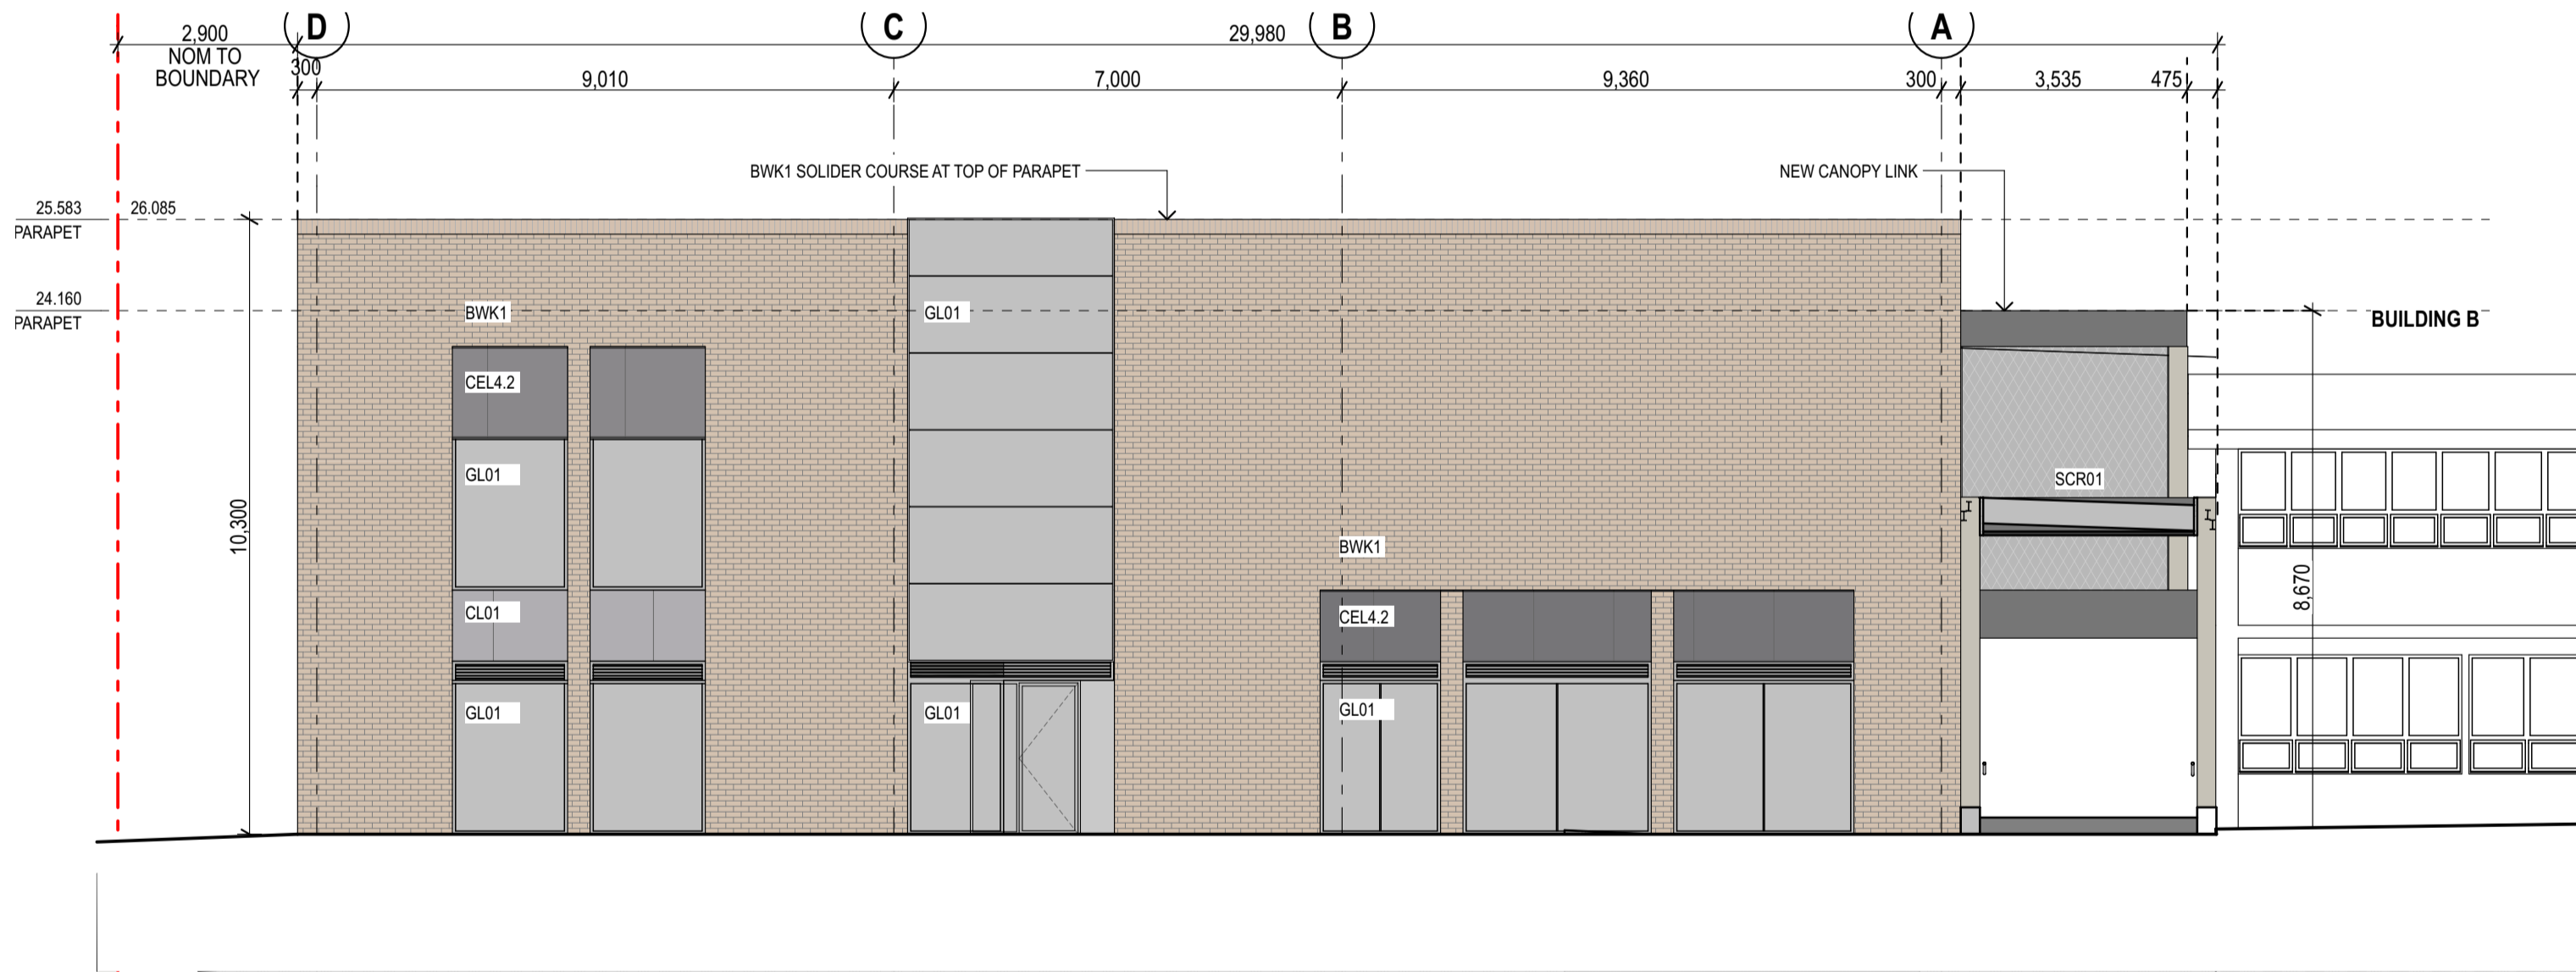 D
C
B
A
2,900
29,980
NOM TO
BOUNDARY
300
9,010
7,000
9,360
300
3,535
475
BWK1 SOLIDER COURSE AT TOP OF PARAPET
NEW CANOPY LINK
25.583
26.085
PARAPET
24.160
PARAPET
BWK1
GL01
BUILDING B
CEL4.2
GL01
SCR01
10,300
BWK1
8,670
CL01
CEL4.2
GL01
GL01
GL01